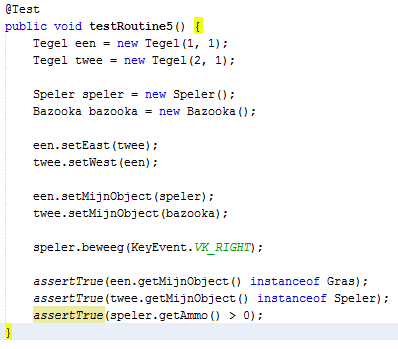 @Test
public void testRoutine5() {
    Tegel een = new Tegel(1, 1);
    Tegel twee = new Tegel(2, 1);
    Speler speler = new Speler();
    Bazooka bazooka = new Bazooka();
    een.setEast(twee);
    twee.setWest(een);
    een.setMijnObject(speler);
    twee.setMijnObject(bazooka);
    speler.beweeg(KeyEvent.VK_RIGHT);
    assertTrue(een.getMijnObject() instanceof Gras);
    assertTrue(twee.getMijnObject() instanceof Speler);
    assertTrue(speler.getAmmo() > 0);
}